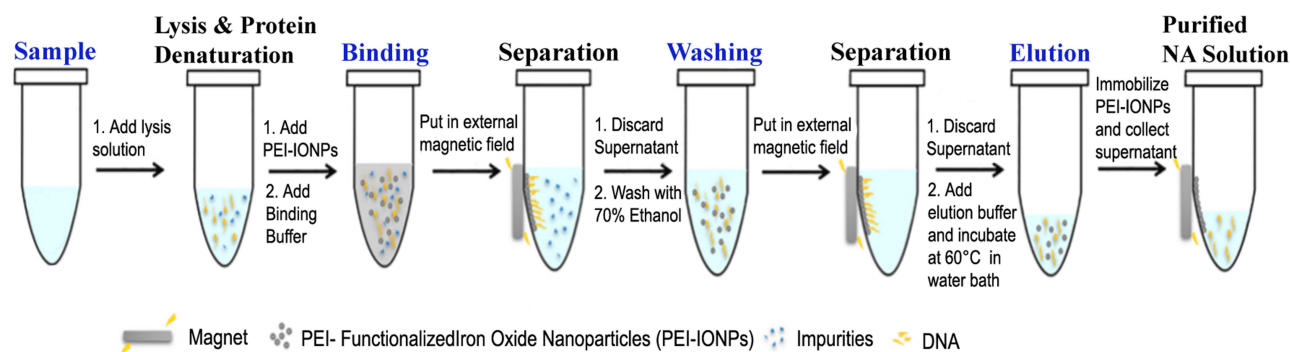 Sample
Lysis & Protein
Denaturation
Binding
Separation
Washing
Separation
Elution
Purified
NA Solution
1. Add lysis
solution
1. Add
PEI-IONPs
2. Add
Binding
Buffer
Put in external
magnetic field
1. Discard
Supernatant
2. Wash with
70% Ethanol
Put in external
magnetic field
1. Discard
Supernatant
2. Add
elution buffer
and incubate
at 60°C in
water bath
Immobilize
PEI-IONPs
and collect
supernatant
Magnet
PEI- FunctionalizedIron Oxide Nanoparticles (PEI-IONPs)
Impurities
DNA